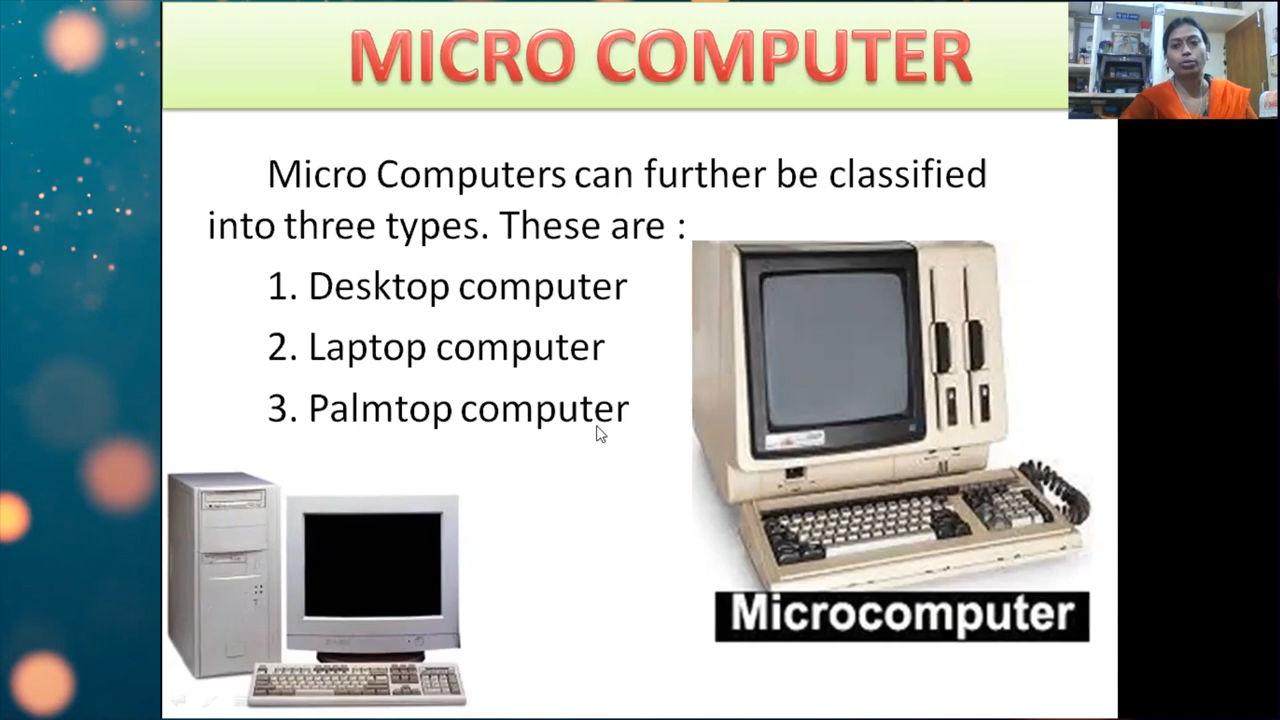 MICRO COMPUTER
Micro Computers can further be classified
into three types. These are :
1. Desktop computer
2. Laptop computer
3. Palmtop computer
Microcomputer